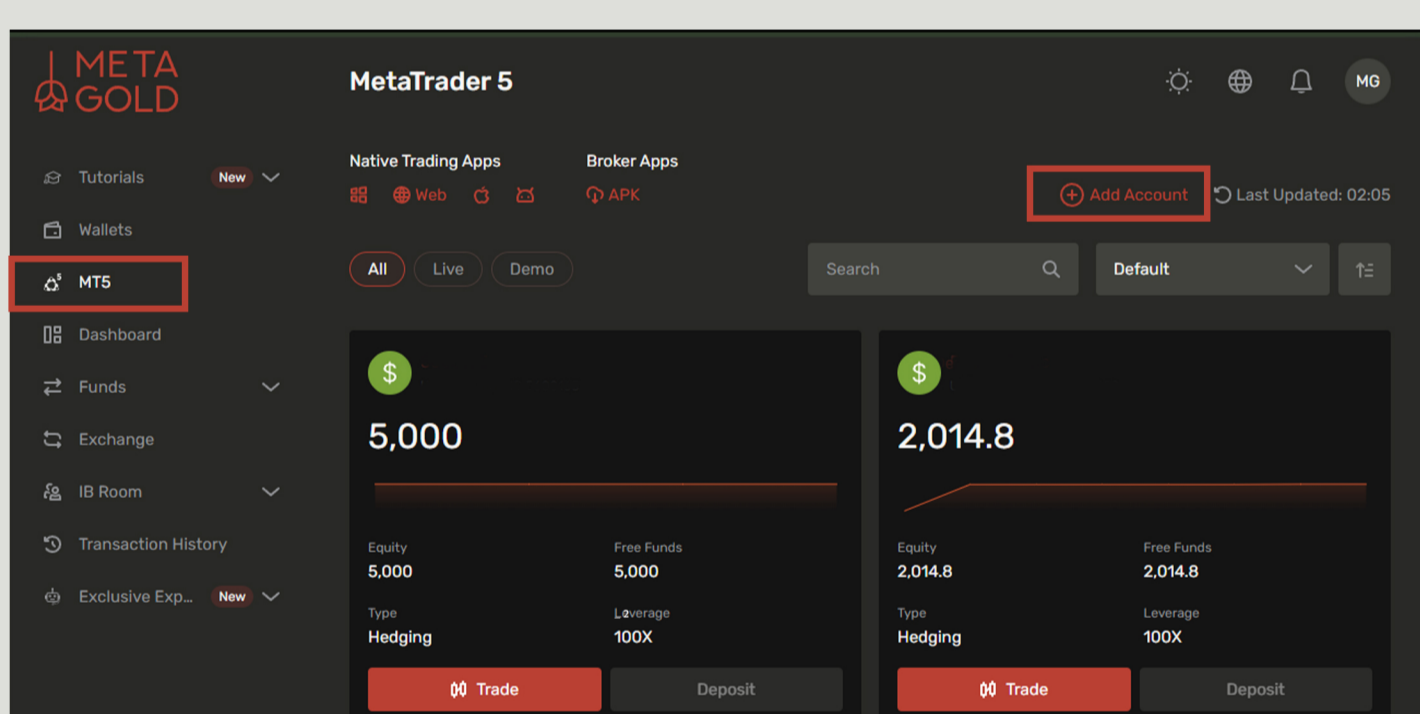 META
GOLD
MetaTrader 5
MG
Tutorials New
Wallets
MT5
Dashboard
Funds
Exchange
IB Room
Transaction History
Exclusive Exp... New
Native Trading Apps Broker Apps
Web APK
Add Account Last Updated: 02:05
All Live Demo Search Default
$
5,000
Equity Free Funds
5,000 5,000
Type Leverage
Hedging 100X
Trade Deposit
$
2,014.8
Equity Free Funds
2,014.8 2,014.8
Type Leverage
Hedging 100X
Trade Deposit